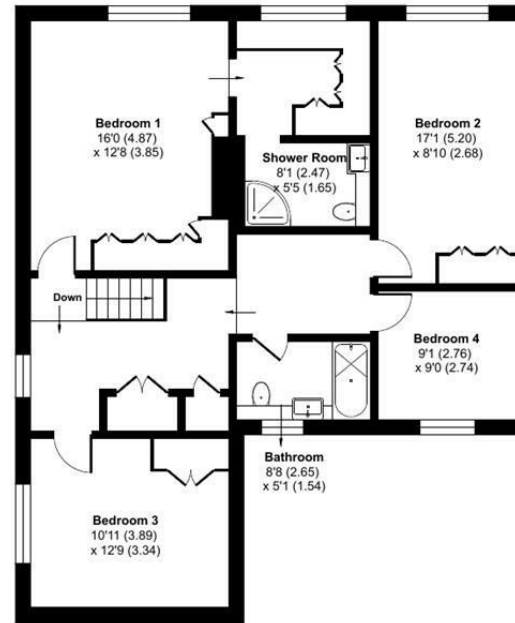 Bedroom 1
16'0 (4.87)
x 12'8 (3.85)
Bedroom 2
17'1 (5.20)
x 8'10 (2.68)
Shower Room
8'1 (2.47)
x 5'5 (1.65)
Down
Bedroom 4
9'1 (2.76)
x 9'0 (2.74)
Bathroom
8'8 (2.65)
x 5'1 (1.54)
Bedroom 3
10'11 (3.89)
x 12'9 (3.34)